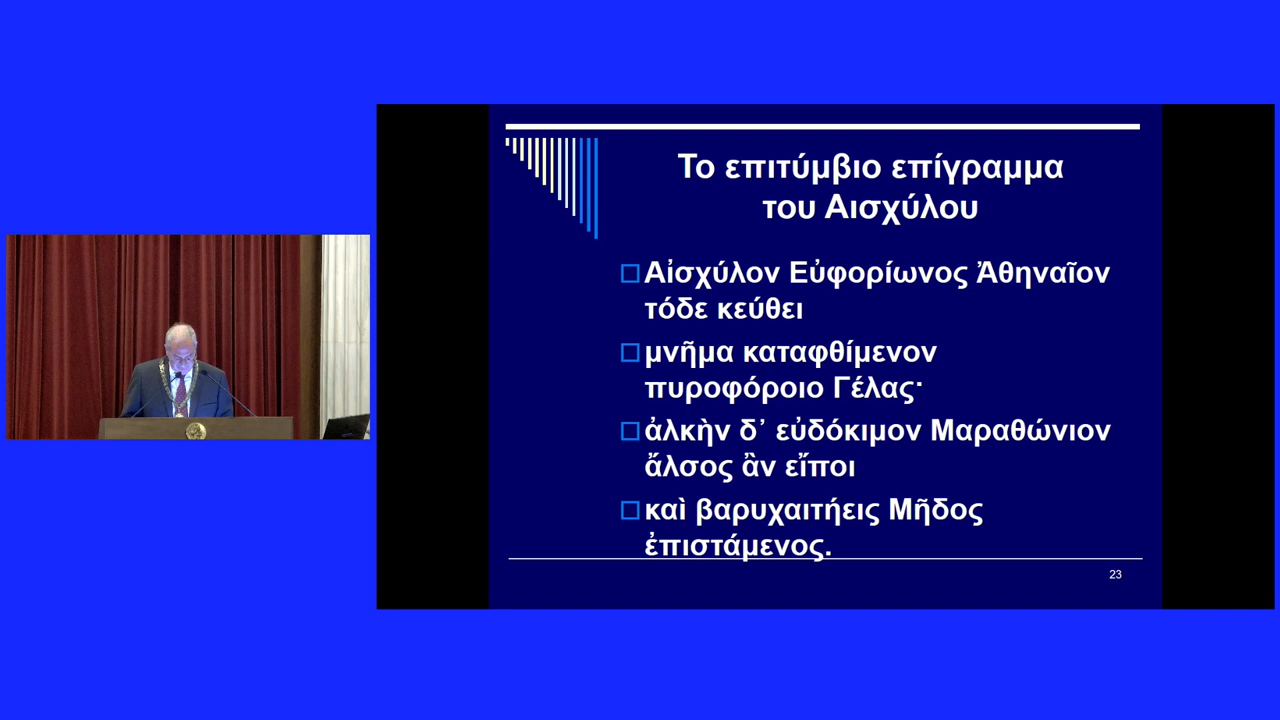 Το επιτύμβιο επίγραμμα
του Αισχύλου
Αἰσχύλον Εὐφορίωνος Ἀθηναῖον
τόδε κεύθει
μνῆμα καταφθίμενον
πυροφόροιο Γέλας·
ἀλκὴν δ᾽ εὐδόκιμον Μαραθώνιον
ἄλσος ἂν εἴποι
καὶ βαρυχαιτήεις Μῆδος
ἐπιστάμενος.
23